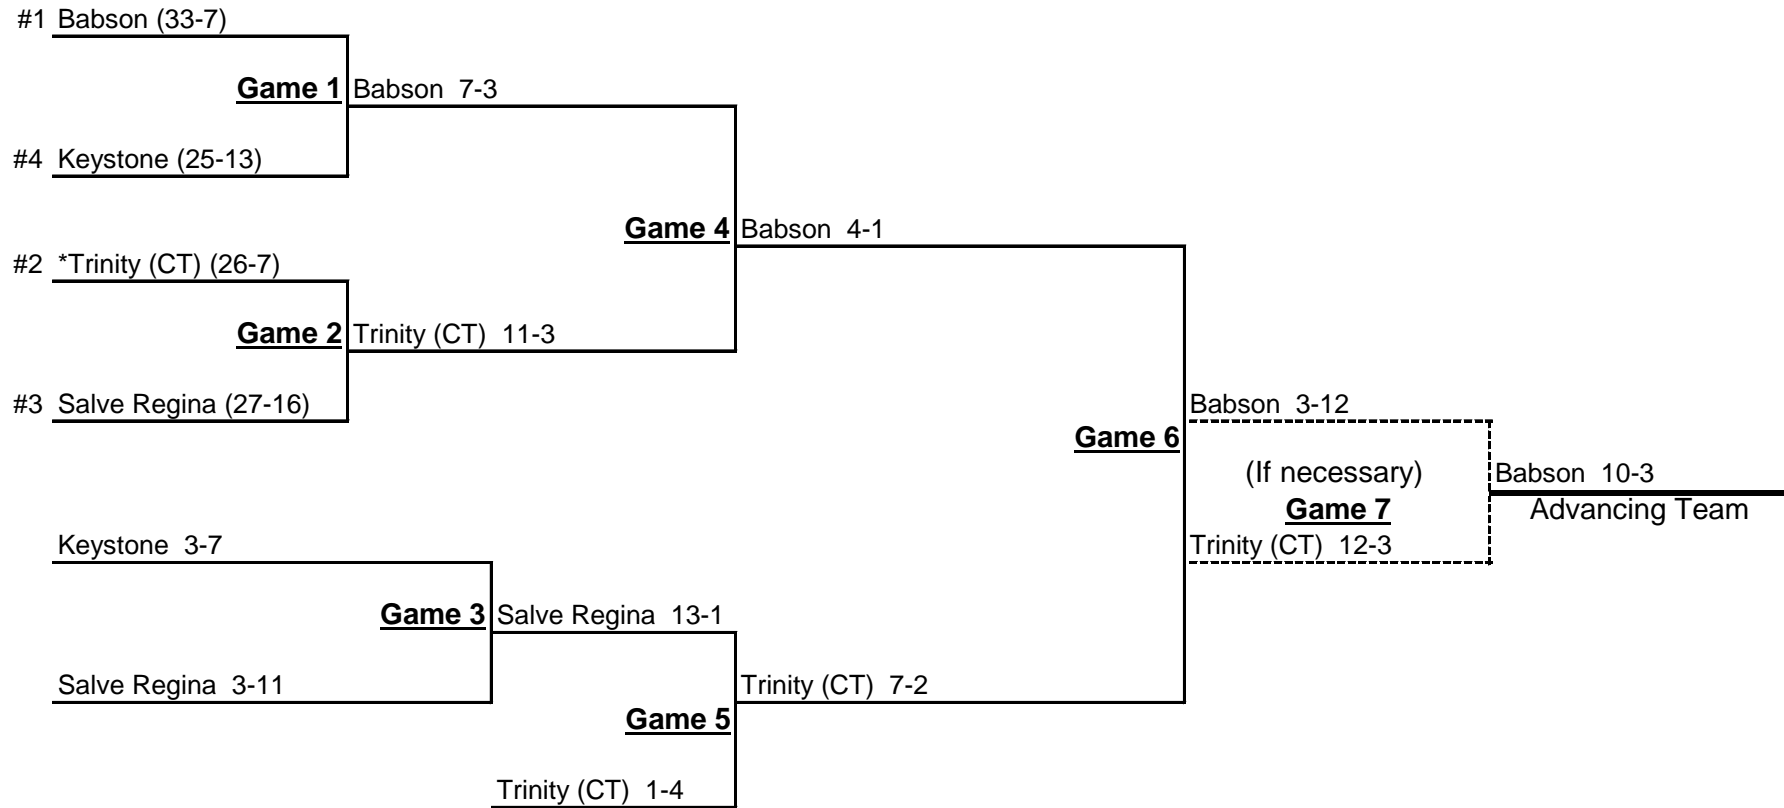 #1 Babson (33-7)
Game 1 Babson 7-3
#4 Keystone (25-13)
Game 4 Babson 4-1
#2 *Trinity (CT) (26-7)
Game 2 Trinity (CT) 11-3
#3 Salve Regina (27-16)
Babson 3-12
Game 6
(If necessary)
Babson 10-3
Game 7
Advancing Team
Keystone 3-7
Trinity (CT) 12-3
Game 3 Salve Regina 13-1
Salve Regina 3-11
Trinity (CT) 7-2
Game 5
Trinity (CT) 1-4